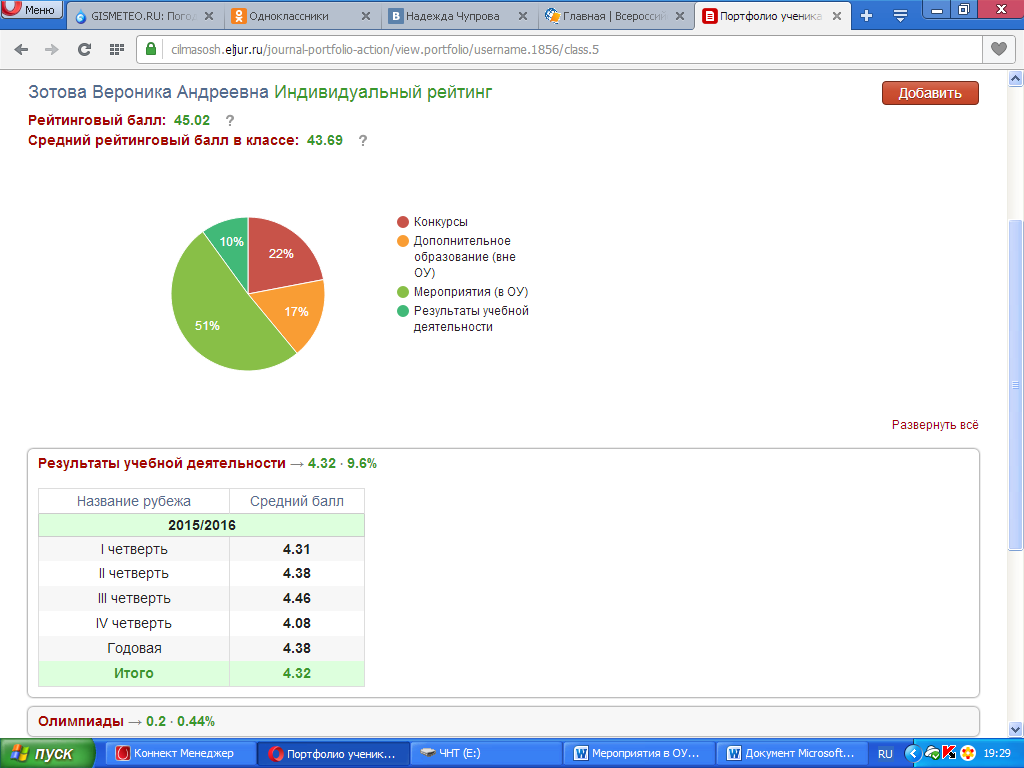 Меню
GISMETEO.RU: Погод
Одноклассники
Надежда Чупрова
Главная | Всероссий
Портфолио ученика
cilmasosh.eljur.ru/journal-portfolio-action/view.portfolio/username.1856/class.5
Зотова Вероника Андреевна Индивидуальный рейтинг
Добавить
Рейтинговый балл: 45.02 ?
Средний рейтинговый балл в классе: 43.69 ?
10%
22%
17%
51%
Конкурсы
Дополнительное
образование (вне
ОУ)
Мероприятия (в ОУ)
Результаты учебной
деятельности
Развернуть всё
Результаты учебной деятельности → 4.32 · 9.6%
Название рубежа Средний балл
2015/2016
I четверть 4.31
II четверть 4.38
III четверть 4.46
IV четверть 4.08
Годовая 4.38
Итого 4.32
Олимпиады → 0.2 · 0.44%
пуск
Коннект Менеджер
Портфолио ученик...
ЧНТ (E:)
Мероприятия в ОУ...
Документ Microsoft...
RU
19:29